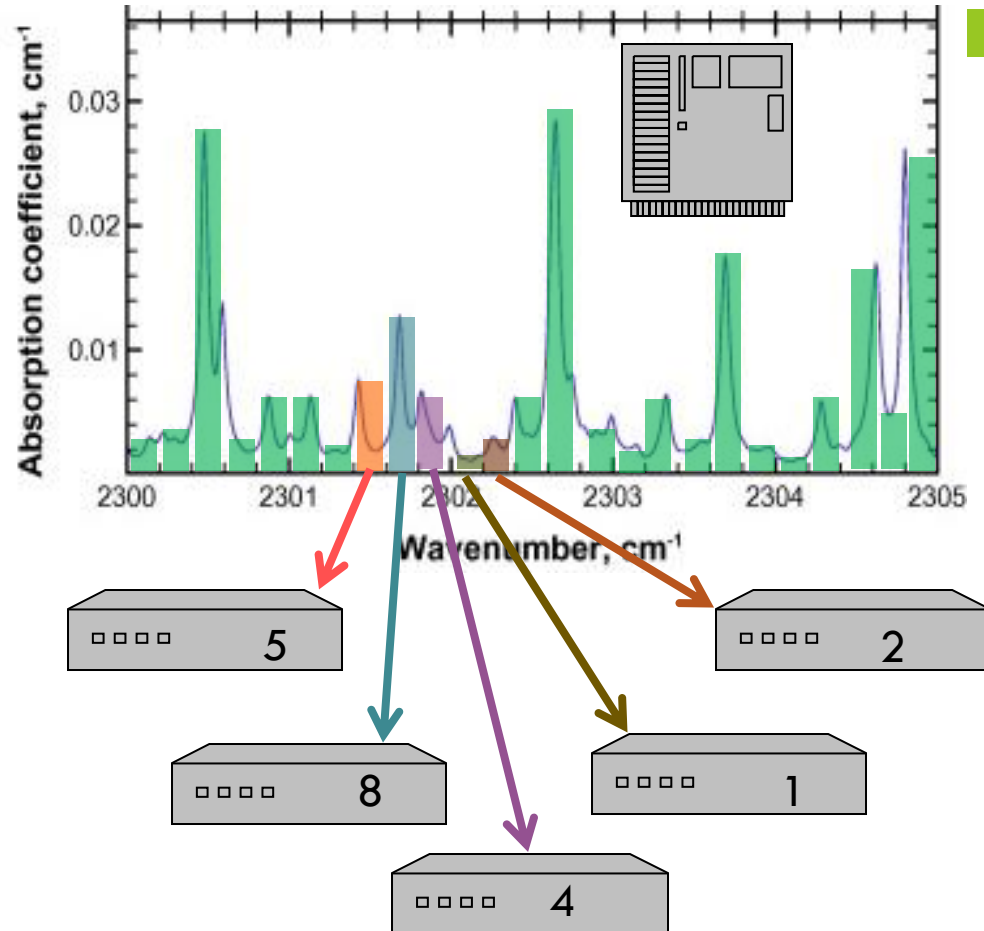 Absorption coefficient, cm⁻¹
0.03
0.02
0.01
2300 2301 2302 2303 2304 2305
Wavenumber, cm⁻¹
5
2
8
1
4